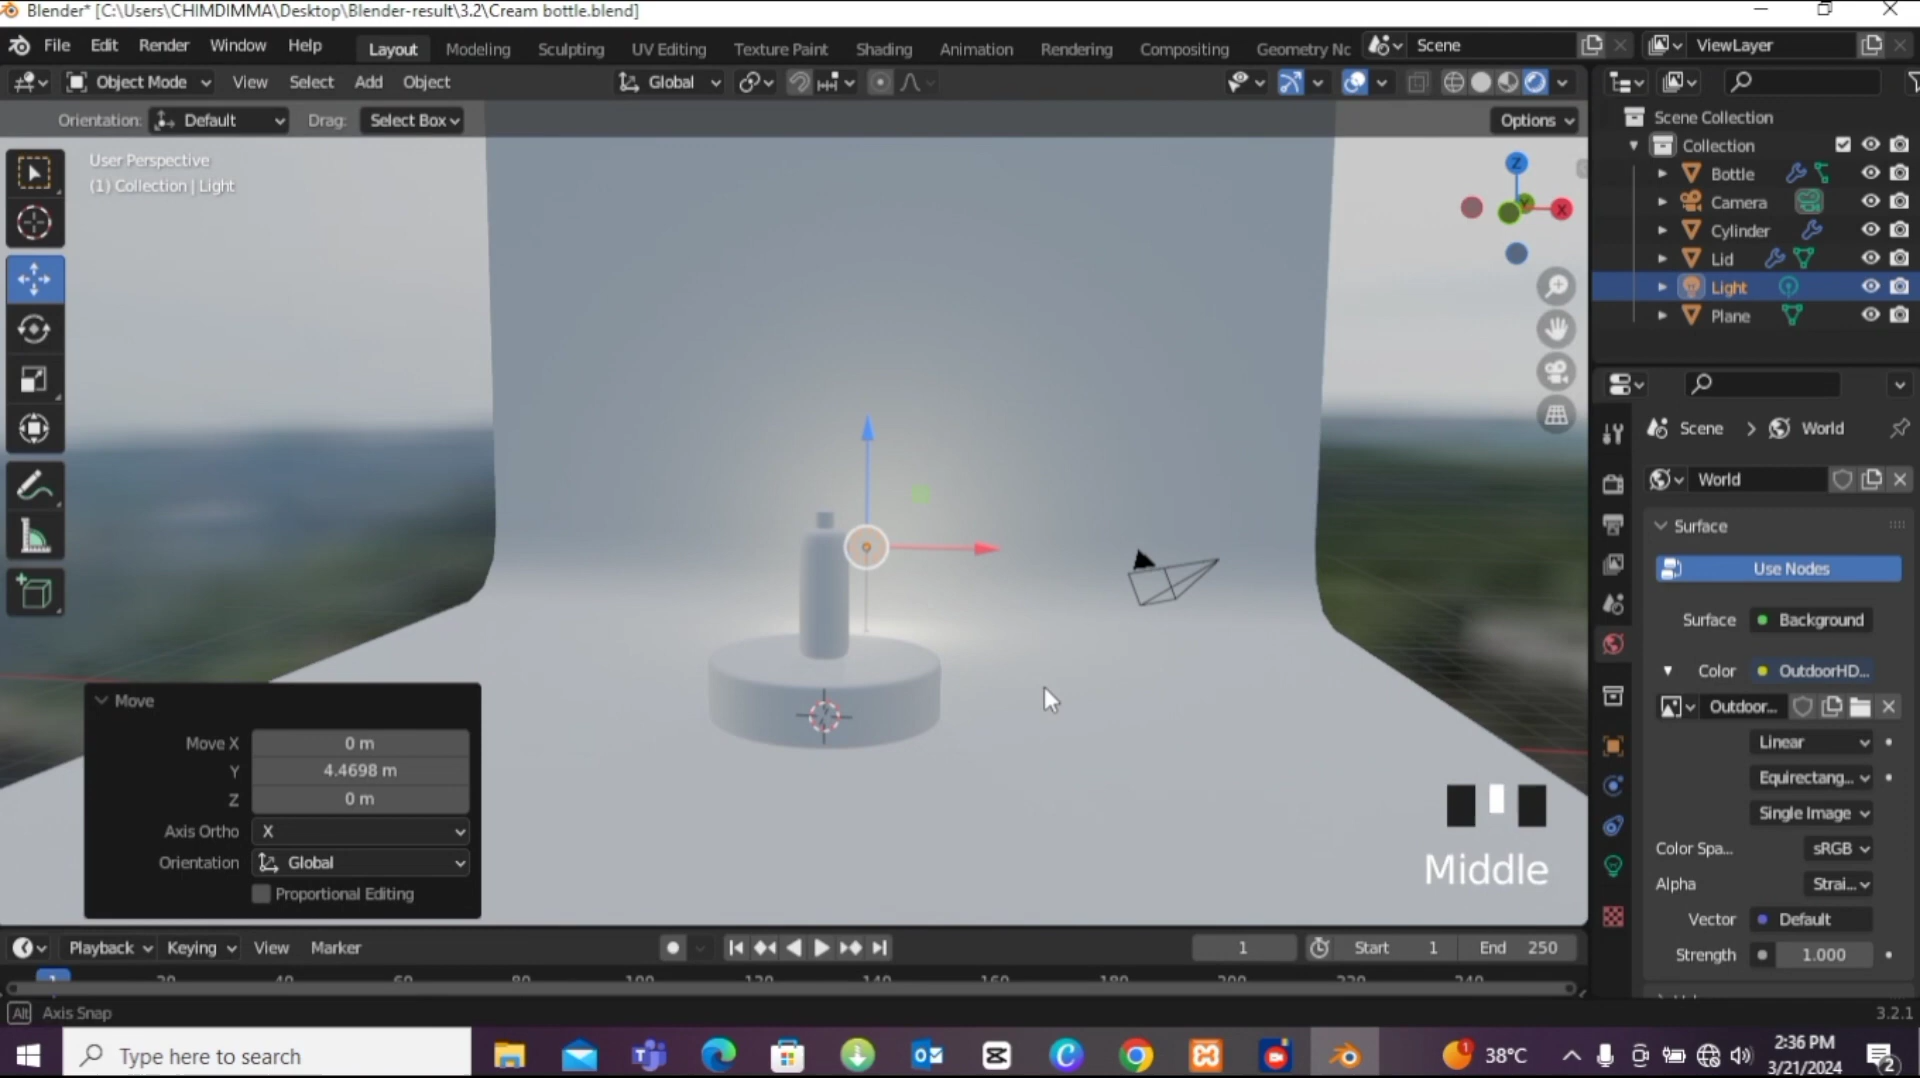 Blender* [C:\Users\CHIMDIMMA\Desktop\Blender-result\3.2\Cream bottle.blend]
File Edit Render Window Help Layout Modeling Sculpting UV Editing Texture Paint Shading Animation Rendering Compositing Geometry Nc Scene ViewLayer
Object Mode View Select Add Object Global
Orientation: Default Drag: Select Box Options
User Perspective
(1) Collection | Light
Z
X
Scene Collection
Collection
Bottle
Camera
Cylinder
Lid
Light
Plane
Scene > World
World
Surface
Use Nodes
Surface Background
Color OutdoorHD...
Outdoor...
Linear
Equirectang...
Single Image
Color Spa... sRGB
Alpha Strai...
Vector Default
Strength 1.000
Move
Move X 0 m
Y 4.4698 m
Z 0 m
Axis Ortho X
Orientation Global
Proportional Editing
Middle
Playback Keying View Marker 1 Start 1 End 250
1
Alt Axis Snap 3.2.1
Type here to search
38°C
2:36 PM
3/21/2024
2